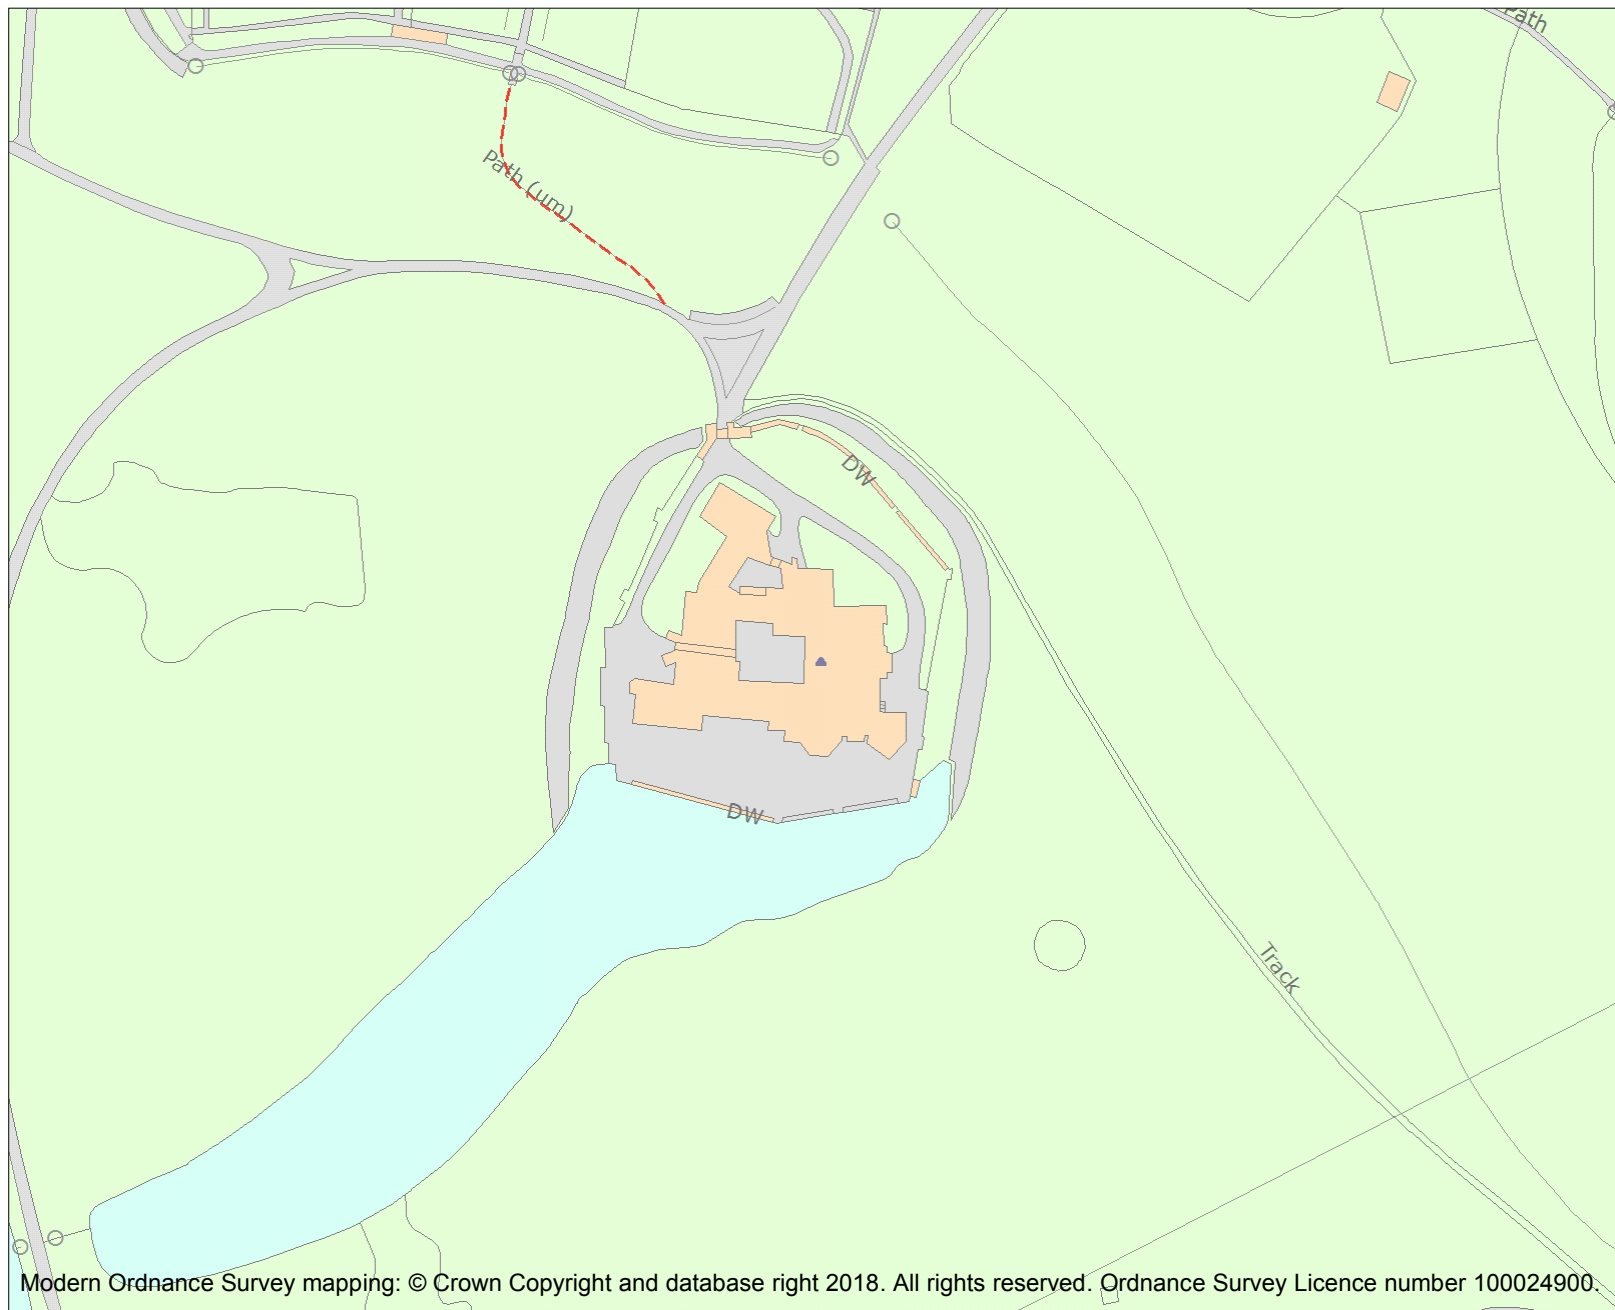 Path
Path (um)
DW
DW
Track
Modern Ordnance Survey mapping: © Crown Copyright and database right 2018. All rights reserved. Ordnance Survey Licence number 100024900.